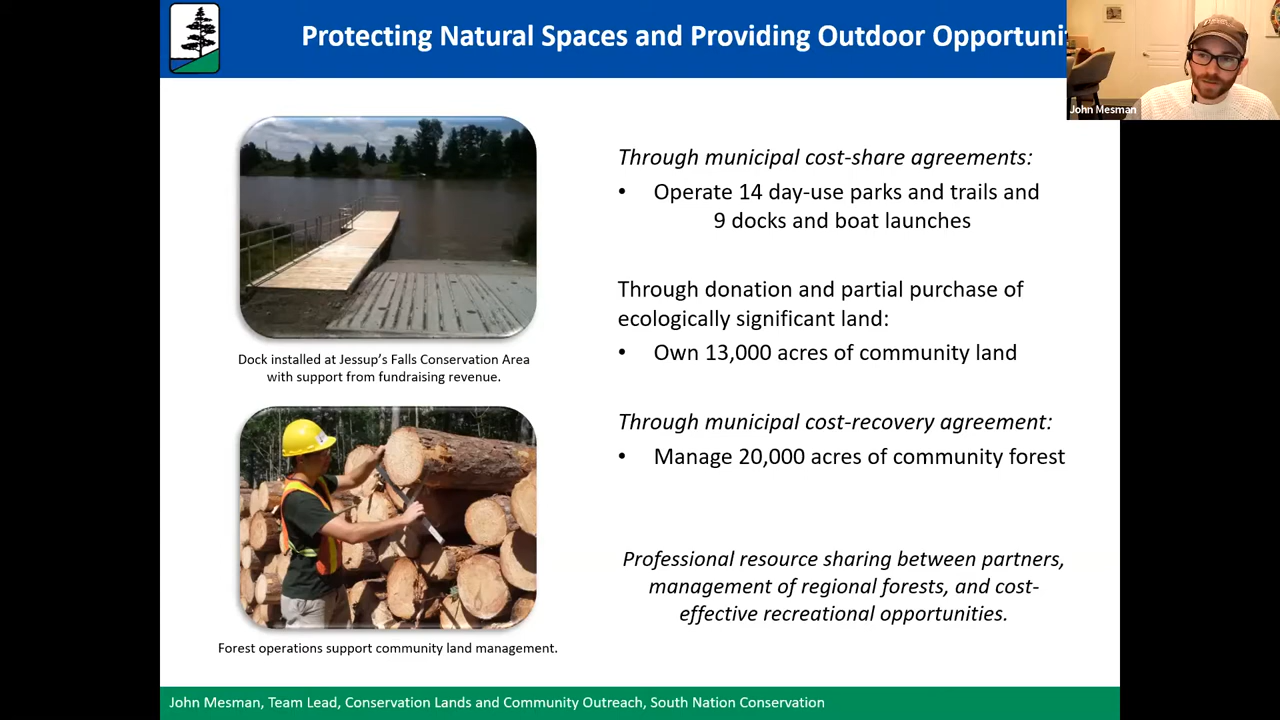 Protecting Natural Spaces and Providing Outdoor Opportuni
John Mesman
Through municipal cost-share agreements:
• Operate 14 day-use parks and trails and
9 docks and boat launches
Through donation and partial purchase of
ecologically significant land:
• Own 13,000 acres of community land
Through municipal cost-recovery agreement:
• Manage 20,000 acres of community forest
Professional resource sharing between partners,
management of regional forests, and cost-
effective recreational opportunities.
Dock installed at Jessup's Falls Conservation Area
with support from fundraising revenue.
Forest operations support community land management.
John Mesman, Team Lead, Conservation Lands and Community Outreach, South Nation Conservation